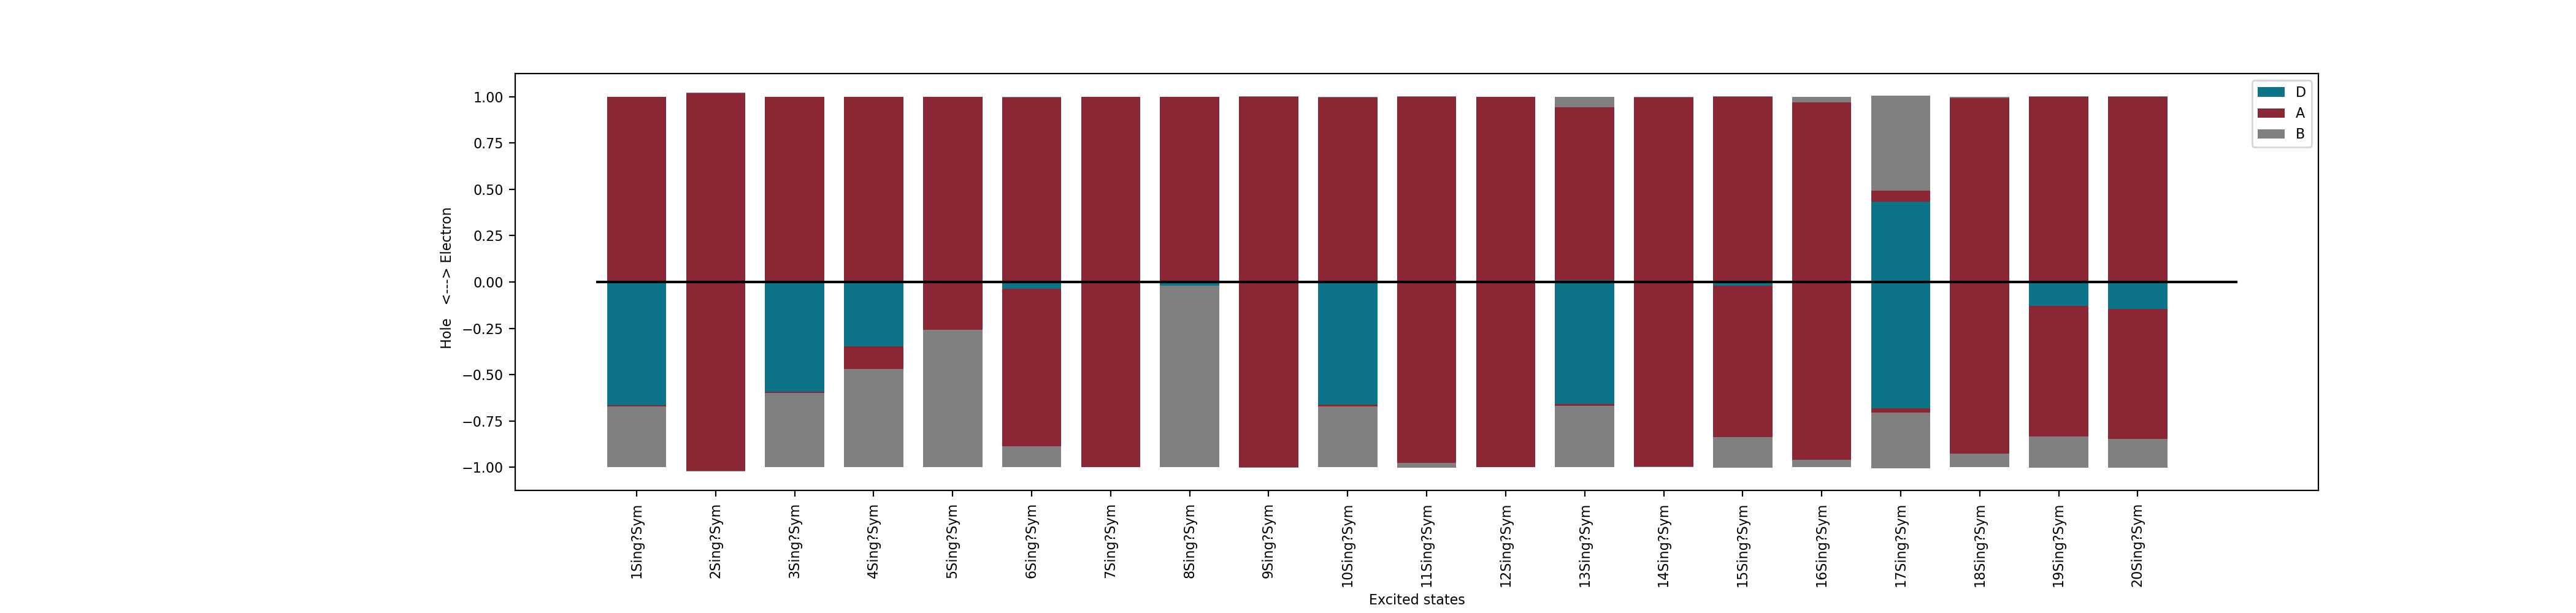 D
A
B
1.00
0.75
0.50
0.25
0.00
−0.25
−0.50
−0.75
−1.00
Hole <----> Electron
1Sing?Sym
2Sing?Sym
3Sing?Sym
4Sing?Sym
5Sing?Sym
6Sing?Sym
7Sing?Sym
8Sing?Sym
9Sing?Sym
10Sing?Sym
11Sing?Sym
12Sing?Sym
13Sing?Sym
14Sing?Sym
15Sing?Sym
16Sing?Sym
17Sing?Sym
18Sing?Sym
19Sing?Sym
20Sing?Sym
Excited states